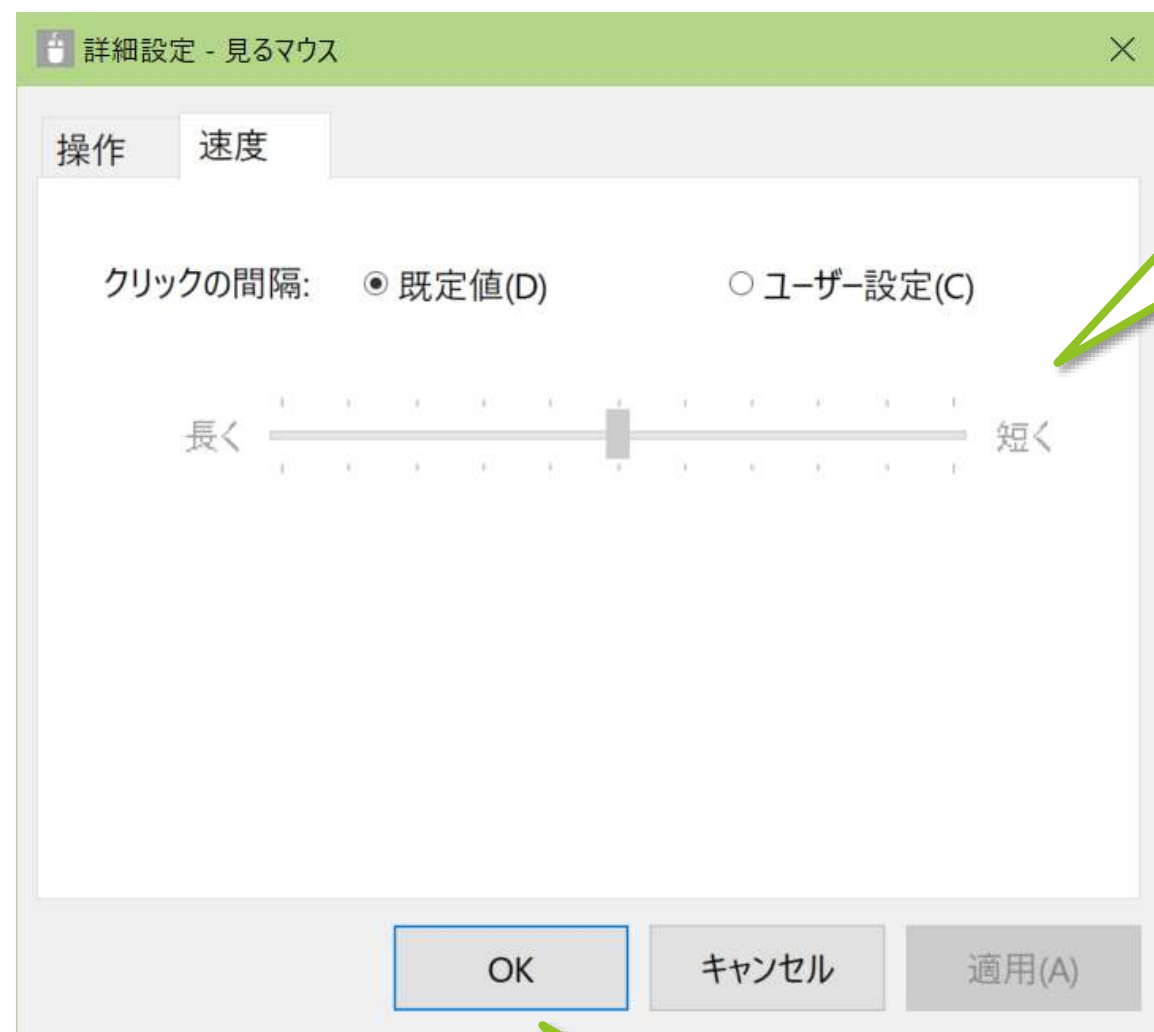 詳細設定 - 見るマウス
操作 速度
クリックの間隔: 既定値(D) ユーザー設定(C)
長く 短く
OK キャンセル 適用(A)